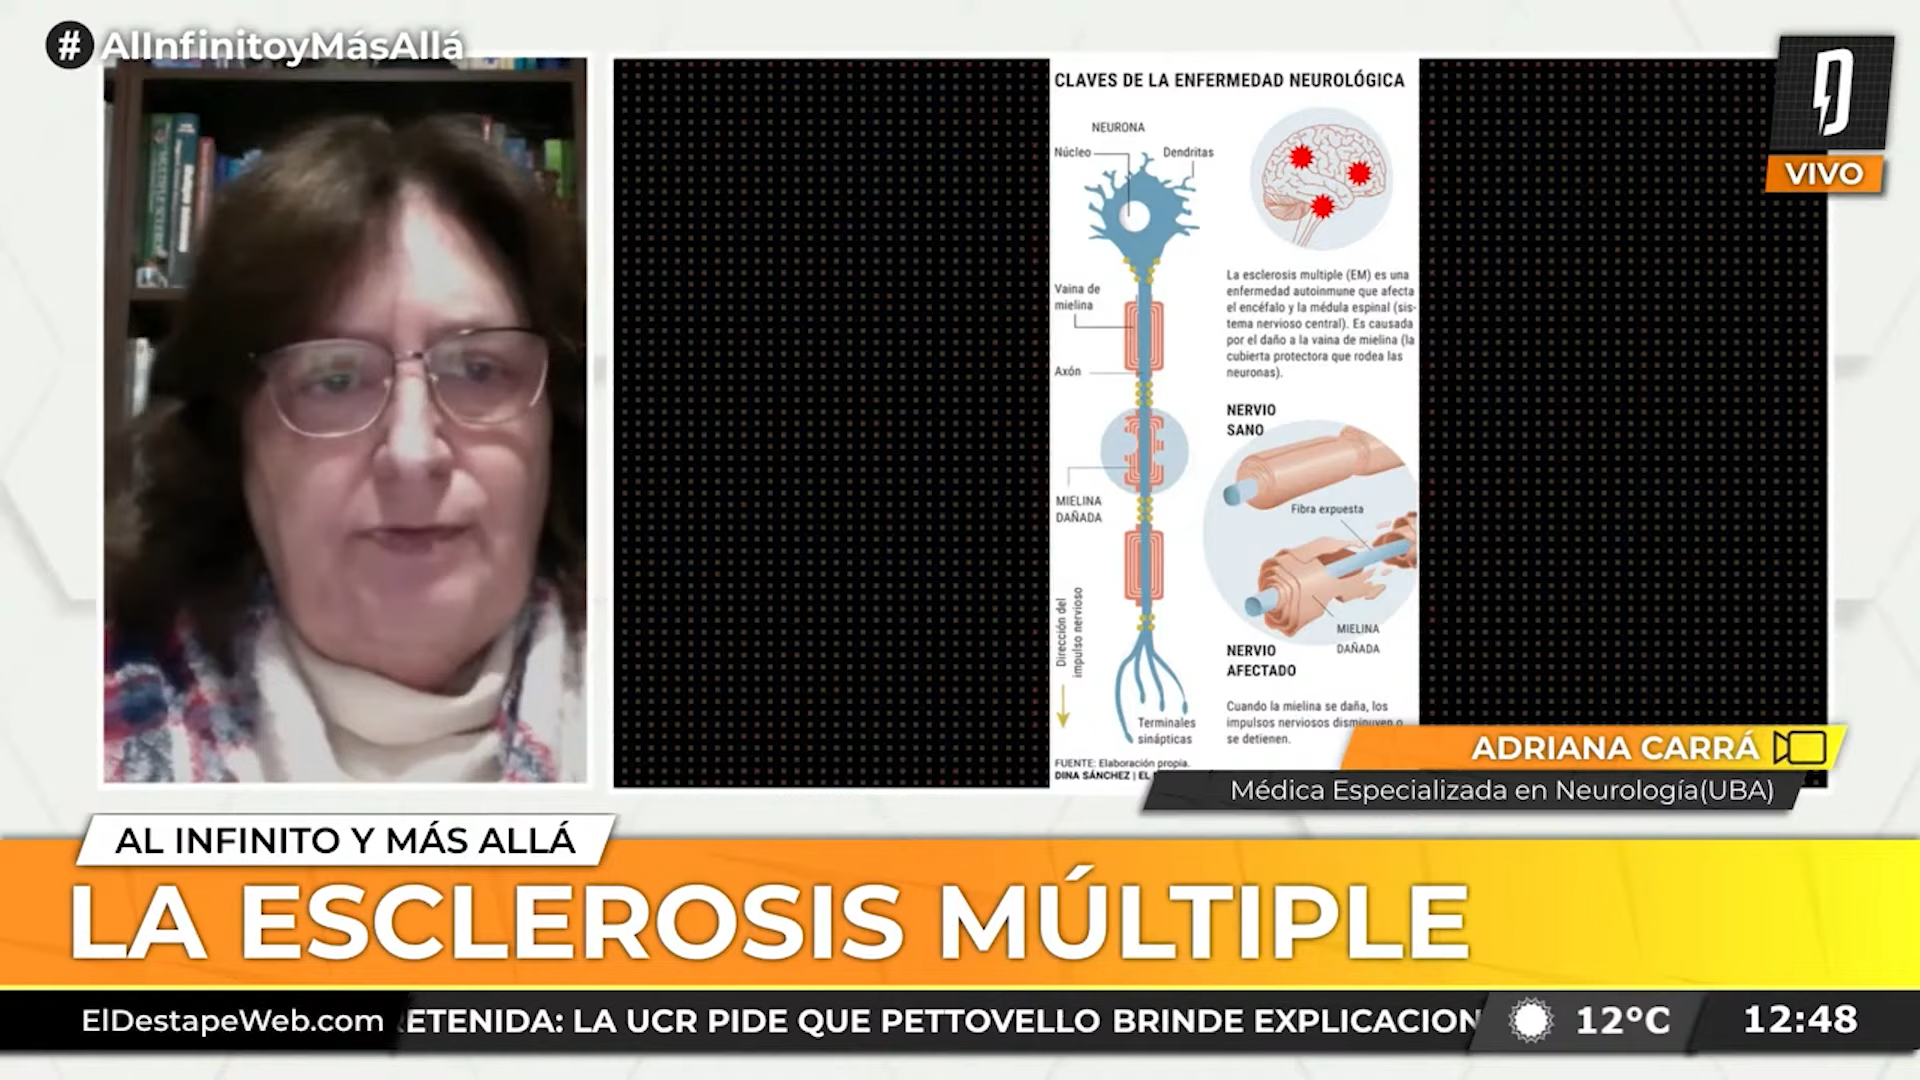 #AlInfinitoyMásAllá
VIVO
CLAVES DE LA ENFERMEDAD NEUROLÓGICA
NEURONA
Núcleo
Dendritas
Vaina de
mielina
Axón
MIELINA
DAÑADA
Dirección del
impulso nervioso
Terminales
sinápticas
FUENTE: Elaboración propia.
DINA SÁNCHEZ | EL
La esclerosis multiple (EM) es una
enfermedad autoinmune que afecta
el encéfalo y la médula espinal (sis-
tema nervioso central). Es causada
por el daño a la vaina de mielina (la
cubierta protectora que rodea las
neuronas).
NERVIO
SANO
Fibra expuesta
MIELINA
DAÑADA
NERVIO
AFECTADO
Cuando la mielina se daña, los
impulsos nerviosos disminuyen o
se detienen.
ADRIANA CARRÁ
Médica Especializada en Neurología(UBA)
AL INFINITO Y MÁS ALLÁ
LA ESCLEROSIS MÚLTIPLE
ElDestapeWeb.com
ETENIDA: LA UCR PIDE QUE PETTOVELLO BRINDE EXPLICACION
12°C
12:48